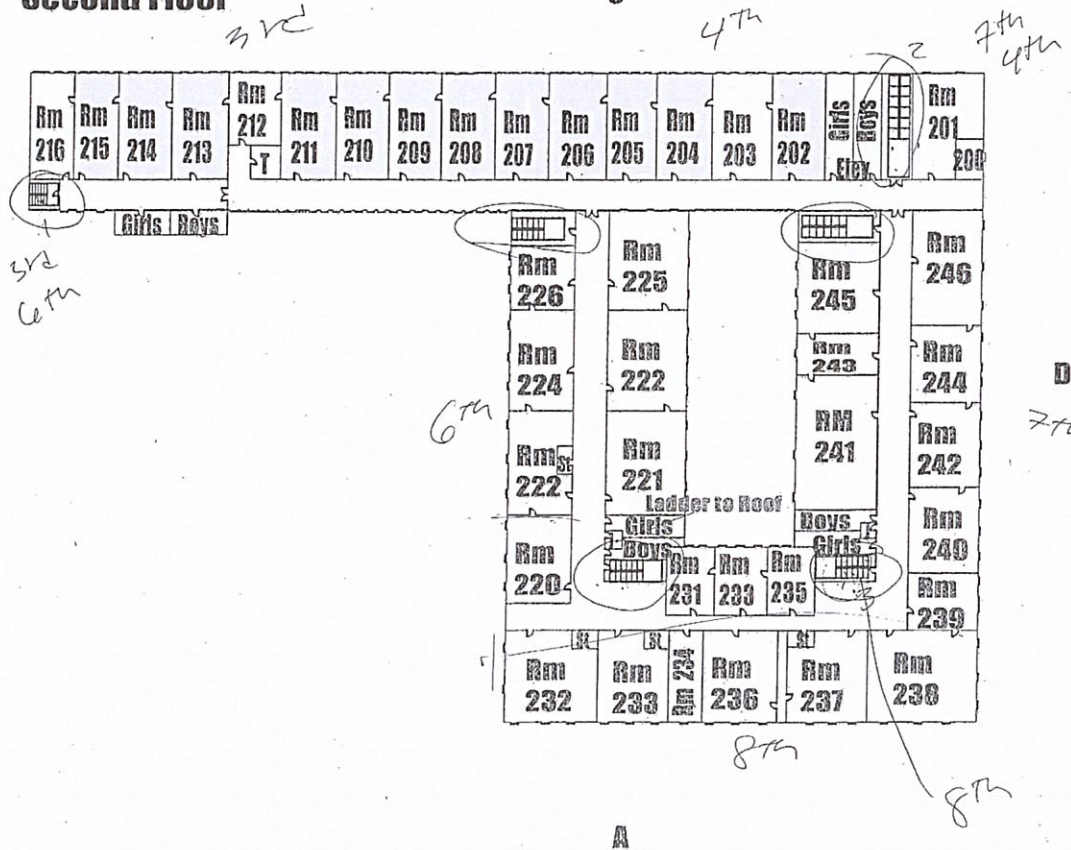 Second Floor
3rd
4th
7th
4th
2
Rm 216
Rm 215
Rm 214
Rm 213
Rm 212
T
Rm 211
Rm 210
Rm 209
Rm 208
Rm 207
Rm 206
Rm 205
Rm 204
Rm 203
Rm 202
Girls
Boys
Elev
Rm 201
200
Girls
Boys
1
3rd
6th
Rm 226
Rm 225
Rm 245
Rm 246
Rm 224
Rm 222
Rm 243
Rm 244
D
6th
RM 241
7t
Rm 222
St
Rm 221
Rm 242
Ladder to Roof
Girls
Boys
Boys
Girls
Rm 240
Rm 220
Rm 231
Rm 233
Rm 235
3
Rm 239
Rm 232
St
Rm 233
St
Rm 234
Rm 236
St
Rm 237
Rm 238
8th
8th
A